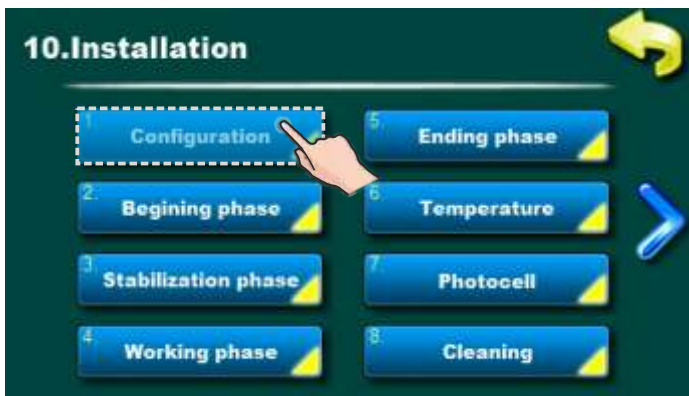 10.Installation
1.
Configuration
2.
Begining phase
3.
Stabilization phase
4.
Working phase
5.
Ending phase
6.
Temperature
7.
Photocell
8.
Cleaning